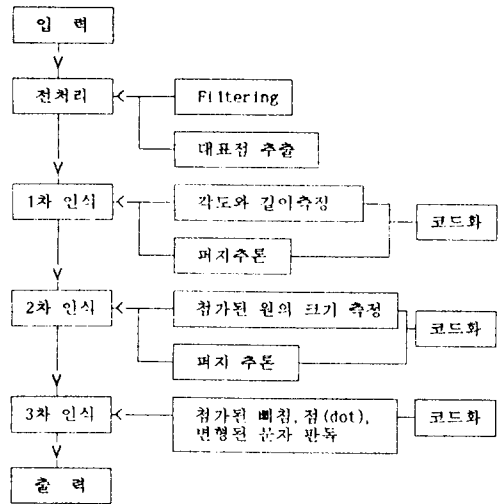 입 력
전처리
Filtering
대표점 추출
1차 인식
각도와 길이측정
코드화
퍼지추론
2차 인식
첨가된 원의 크기 측정
코드화
퍼지 추론
3차 인식
첨가된 삐침, 점(dot),
변형된 문자 판독
코드화
출 력